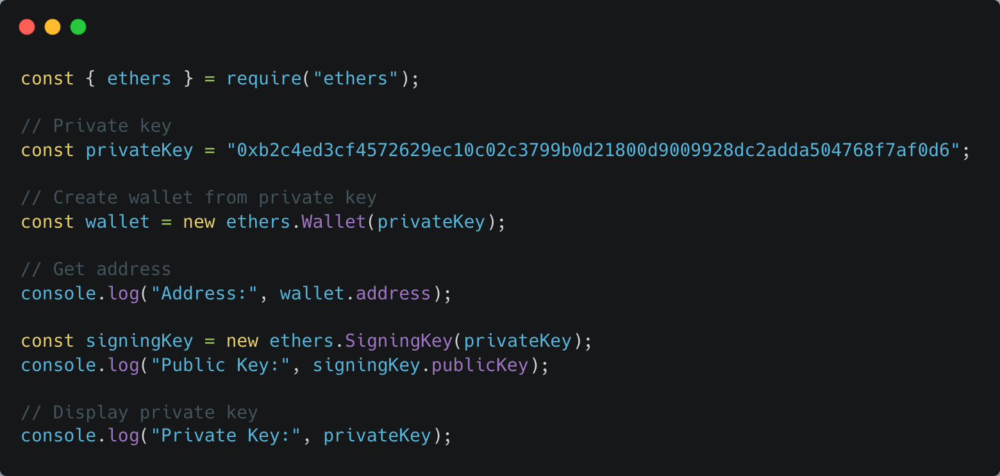 const { ethers } = require("ethers");
// Private key
const privateKey = "0xb2c4ed3cf4572629ec10c02c3799b0d21800d9009928dc2adda504768f7af0d6";
// Create wallet from private key
const wallet = new ethers.Wallet(privateKey);
// Get address
console.log("Address:", wallet.address);
const signingKey = new ethers.SigningKey(privateKey);
console.log("Public Key:", signingKey.publicKey);
// Display private key
console.log("Private Key:", privateKey);